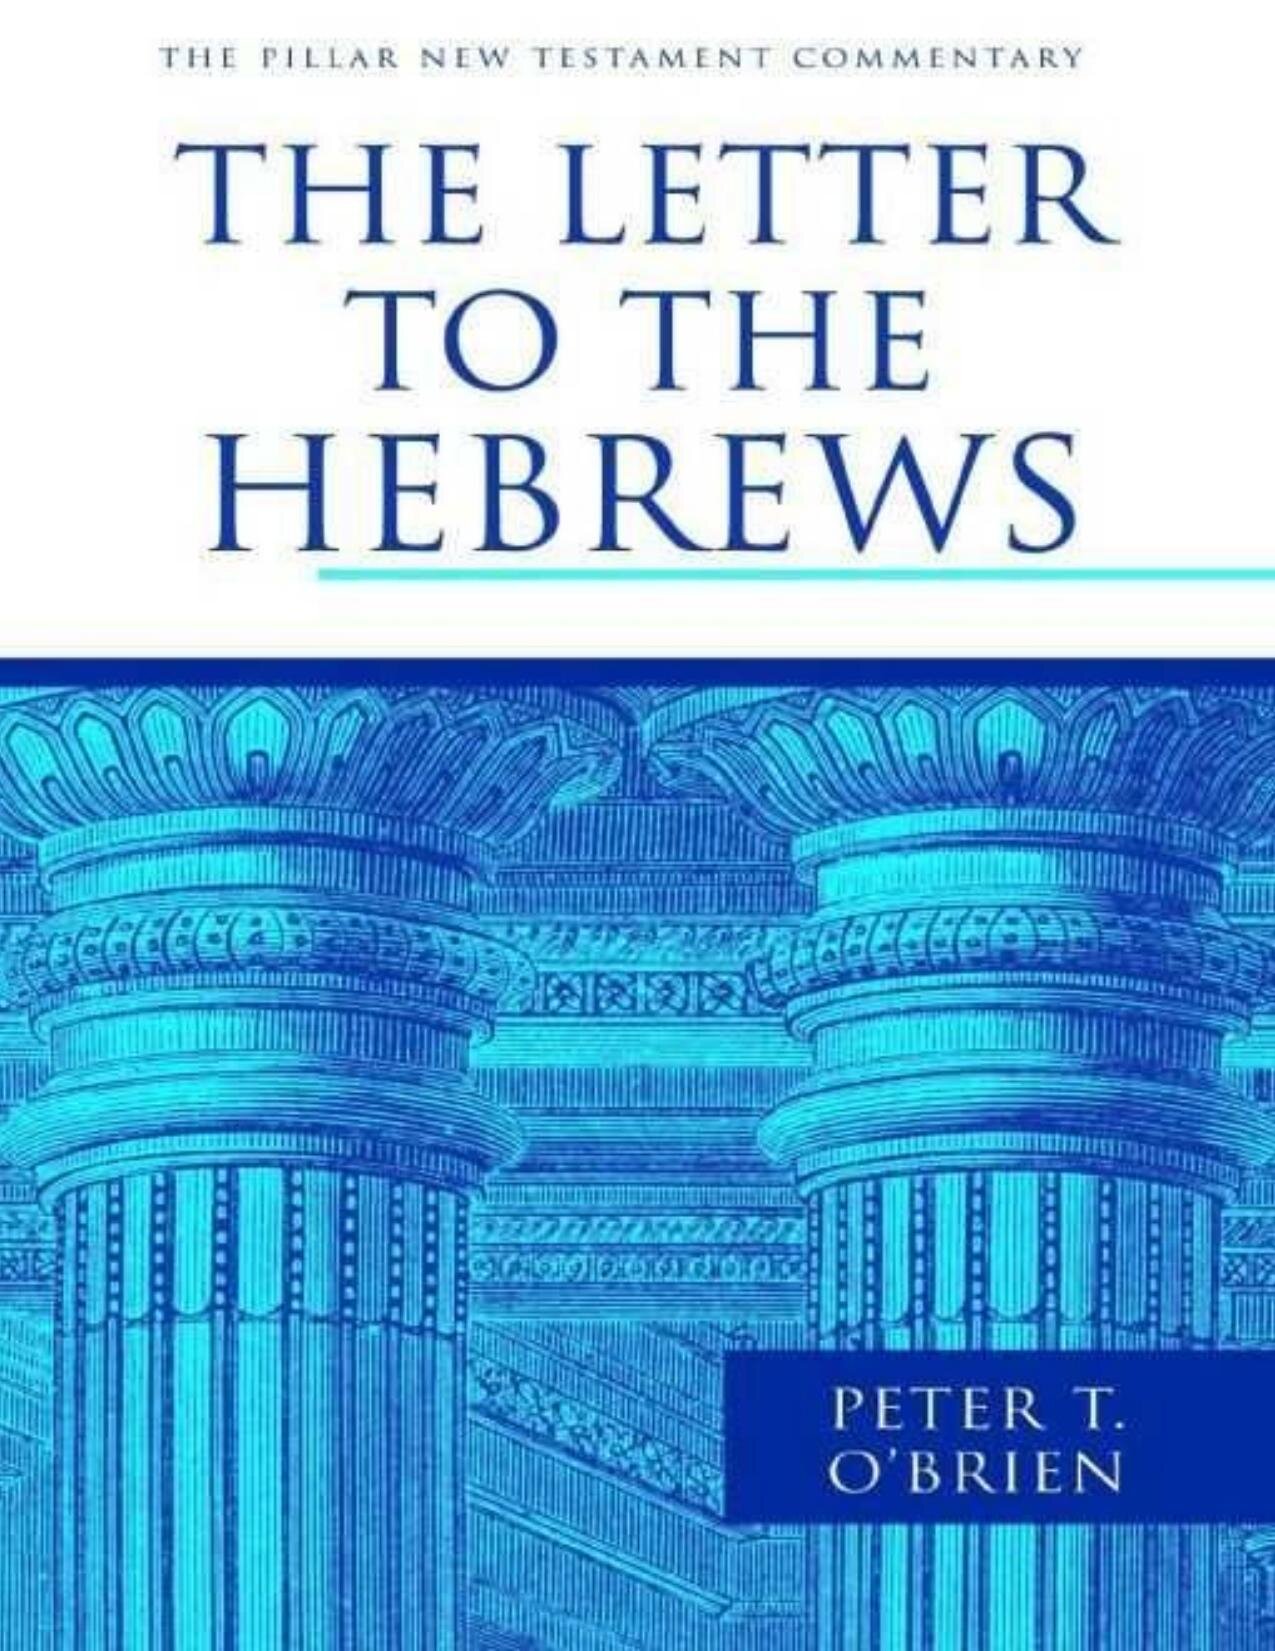 THE PILLAR NEW TESTAMENT COMMENTARY
THE LETTER
TO THE
HEBREWS
PETER T.
O'BRIEN